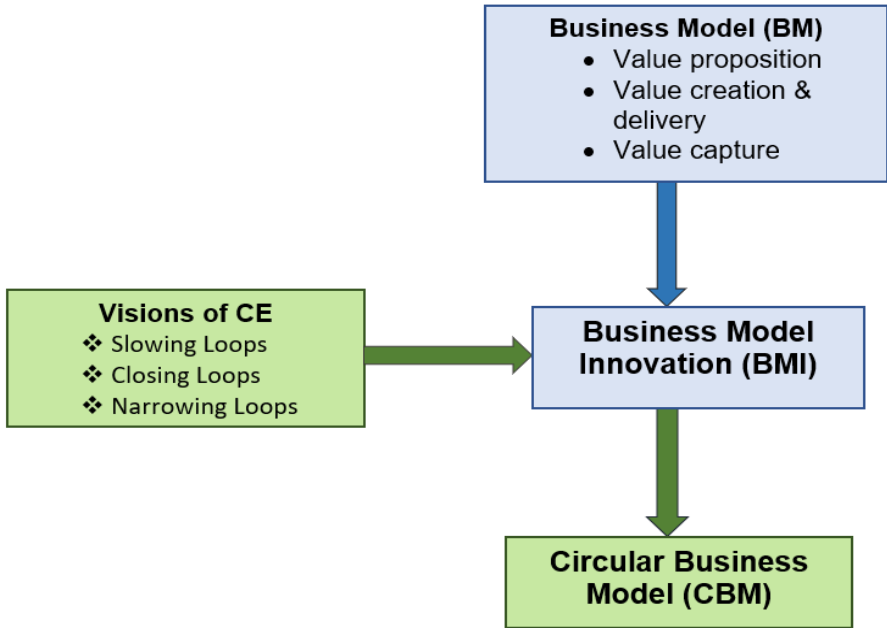 Business Model (BM)
• Value proposition
• Value creation &
delivery
• Value capture
Visions of CE
❖ Slowing Loops
❖ Closing Loops
❖ Narrowing Loops
Business Model
Innovation (BMI)
Circular Business
Model (CBM)